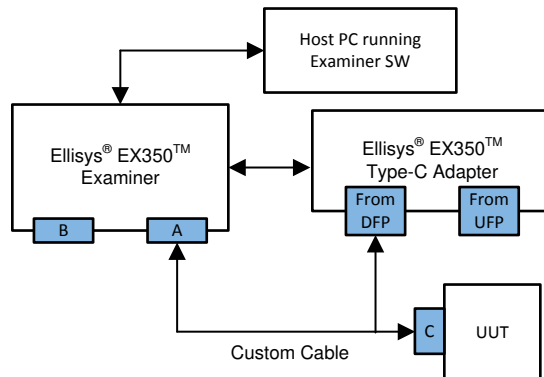 Host PC running
Examiner SW
Ellisys® EX350™
Examiner
Ellisys® EX350™
Type-C Adapter
B
A
From
DFP
From
UFP
C
UUT
Custom Cable